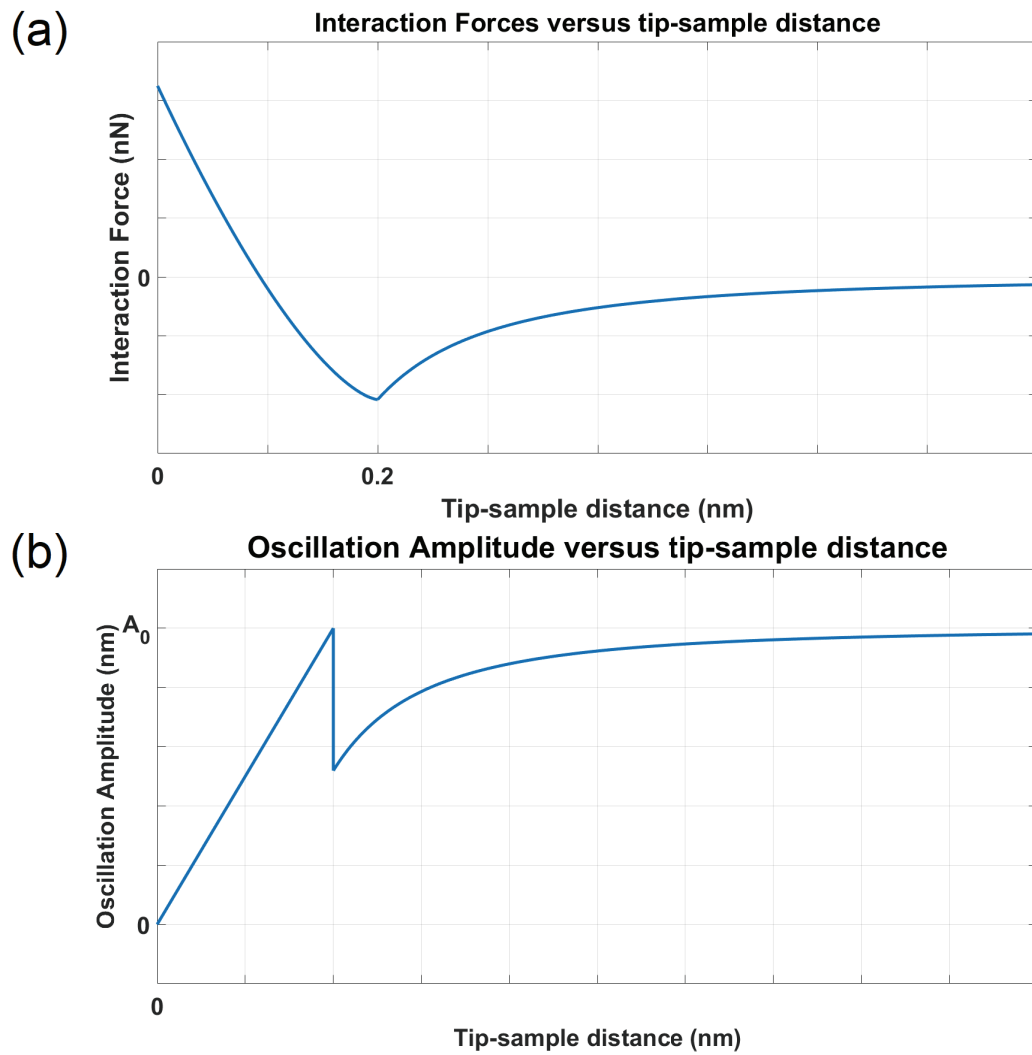 (a)
Interaction Forces versus tip-sample distance
Interaction Force (nN)
0
0
0.2
Tip-sample distance (nm)
(b)
Oscillation Amplitude versus tip-sample distance
Oscillation Amplitude (nm)
A0
0
0
Tip-sample distance (nm)